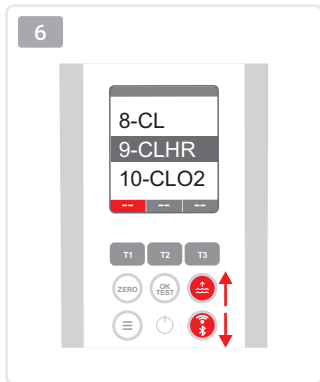 6
8-CL
9-CLHR
10-CLO2
-- -- --
T1 T2 T3
ZERO OK TEST